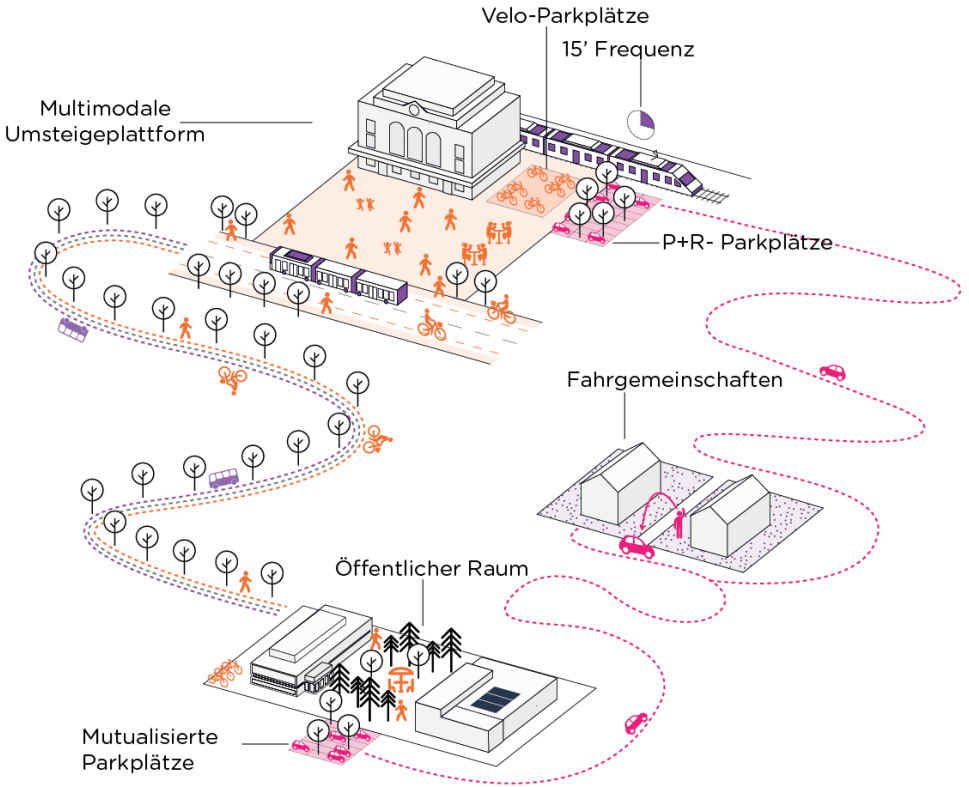 Velo-Parkplätze
15’ Frequenz
Multimodale
Umsteigeplattform
P+R- Parkplätze
Fahrgemeinschaften
Öffentlicher Raum
Mutualisierte
Parkplätze